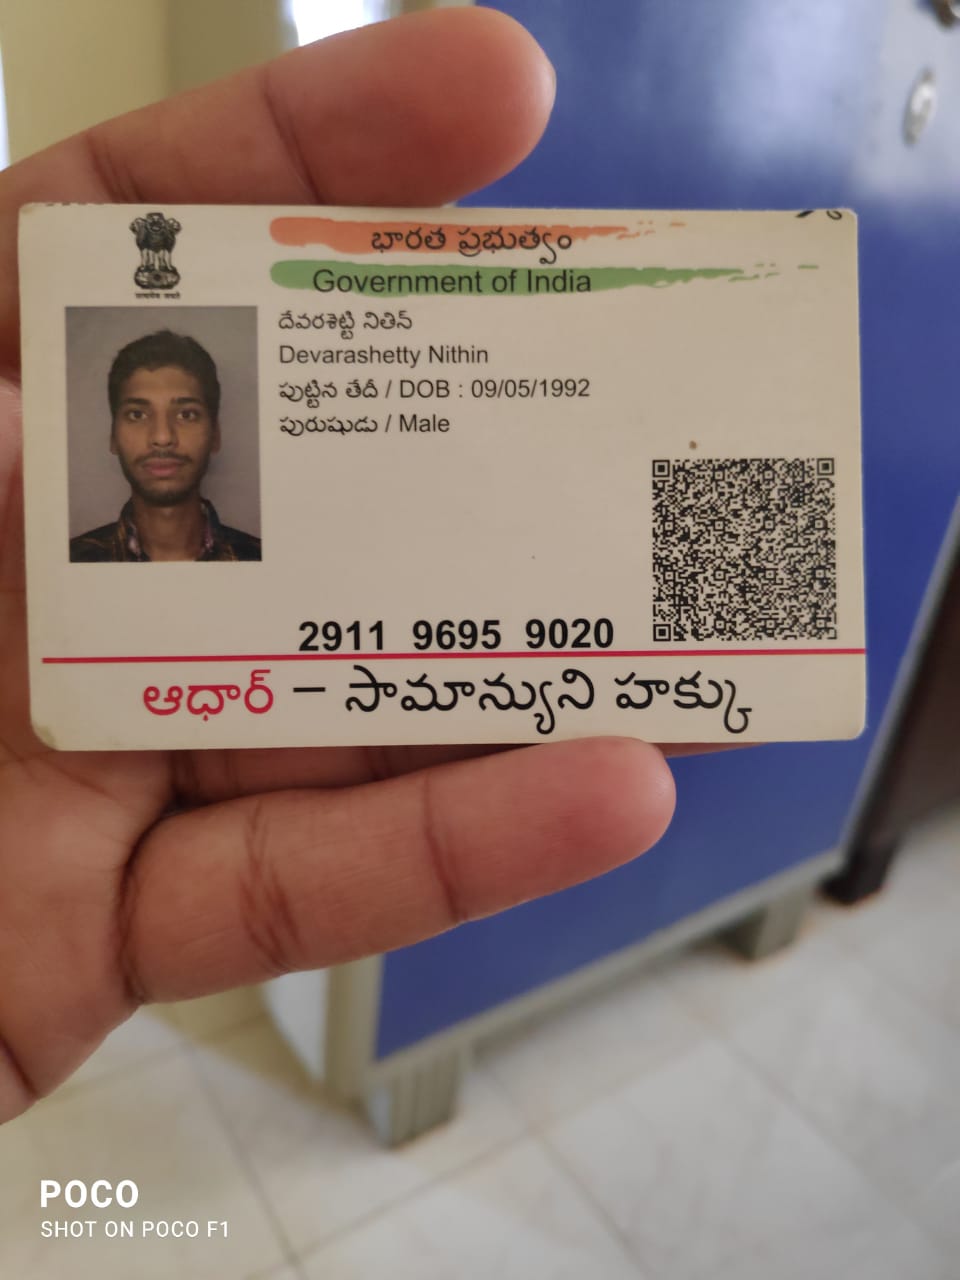 భారత ప్రభుత్వం
Government of India
దేవరశెట్టి నితిన్
Devarashetty Nithin
పుట్టిన తేదీ / DOB : 09/05/1992
పురుషుడు / Male
2911 9695 9020
ఆధార్ – సామాన్యుని హక్కు
POCO
SHOT ON POCO F1